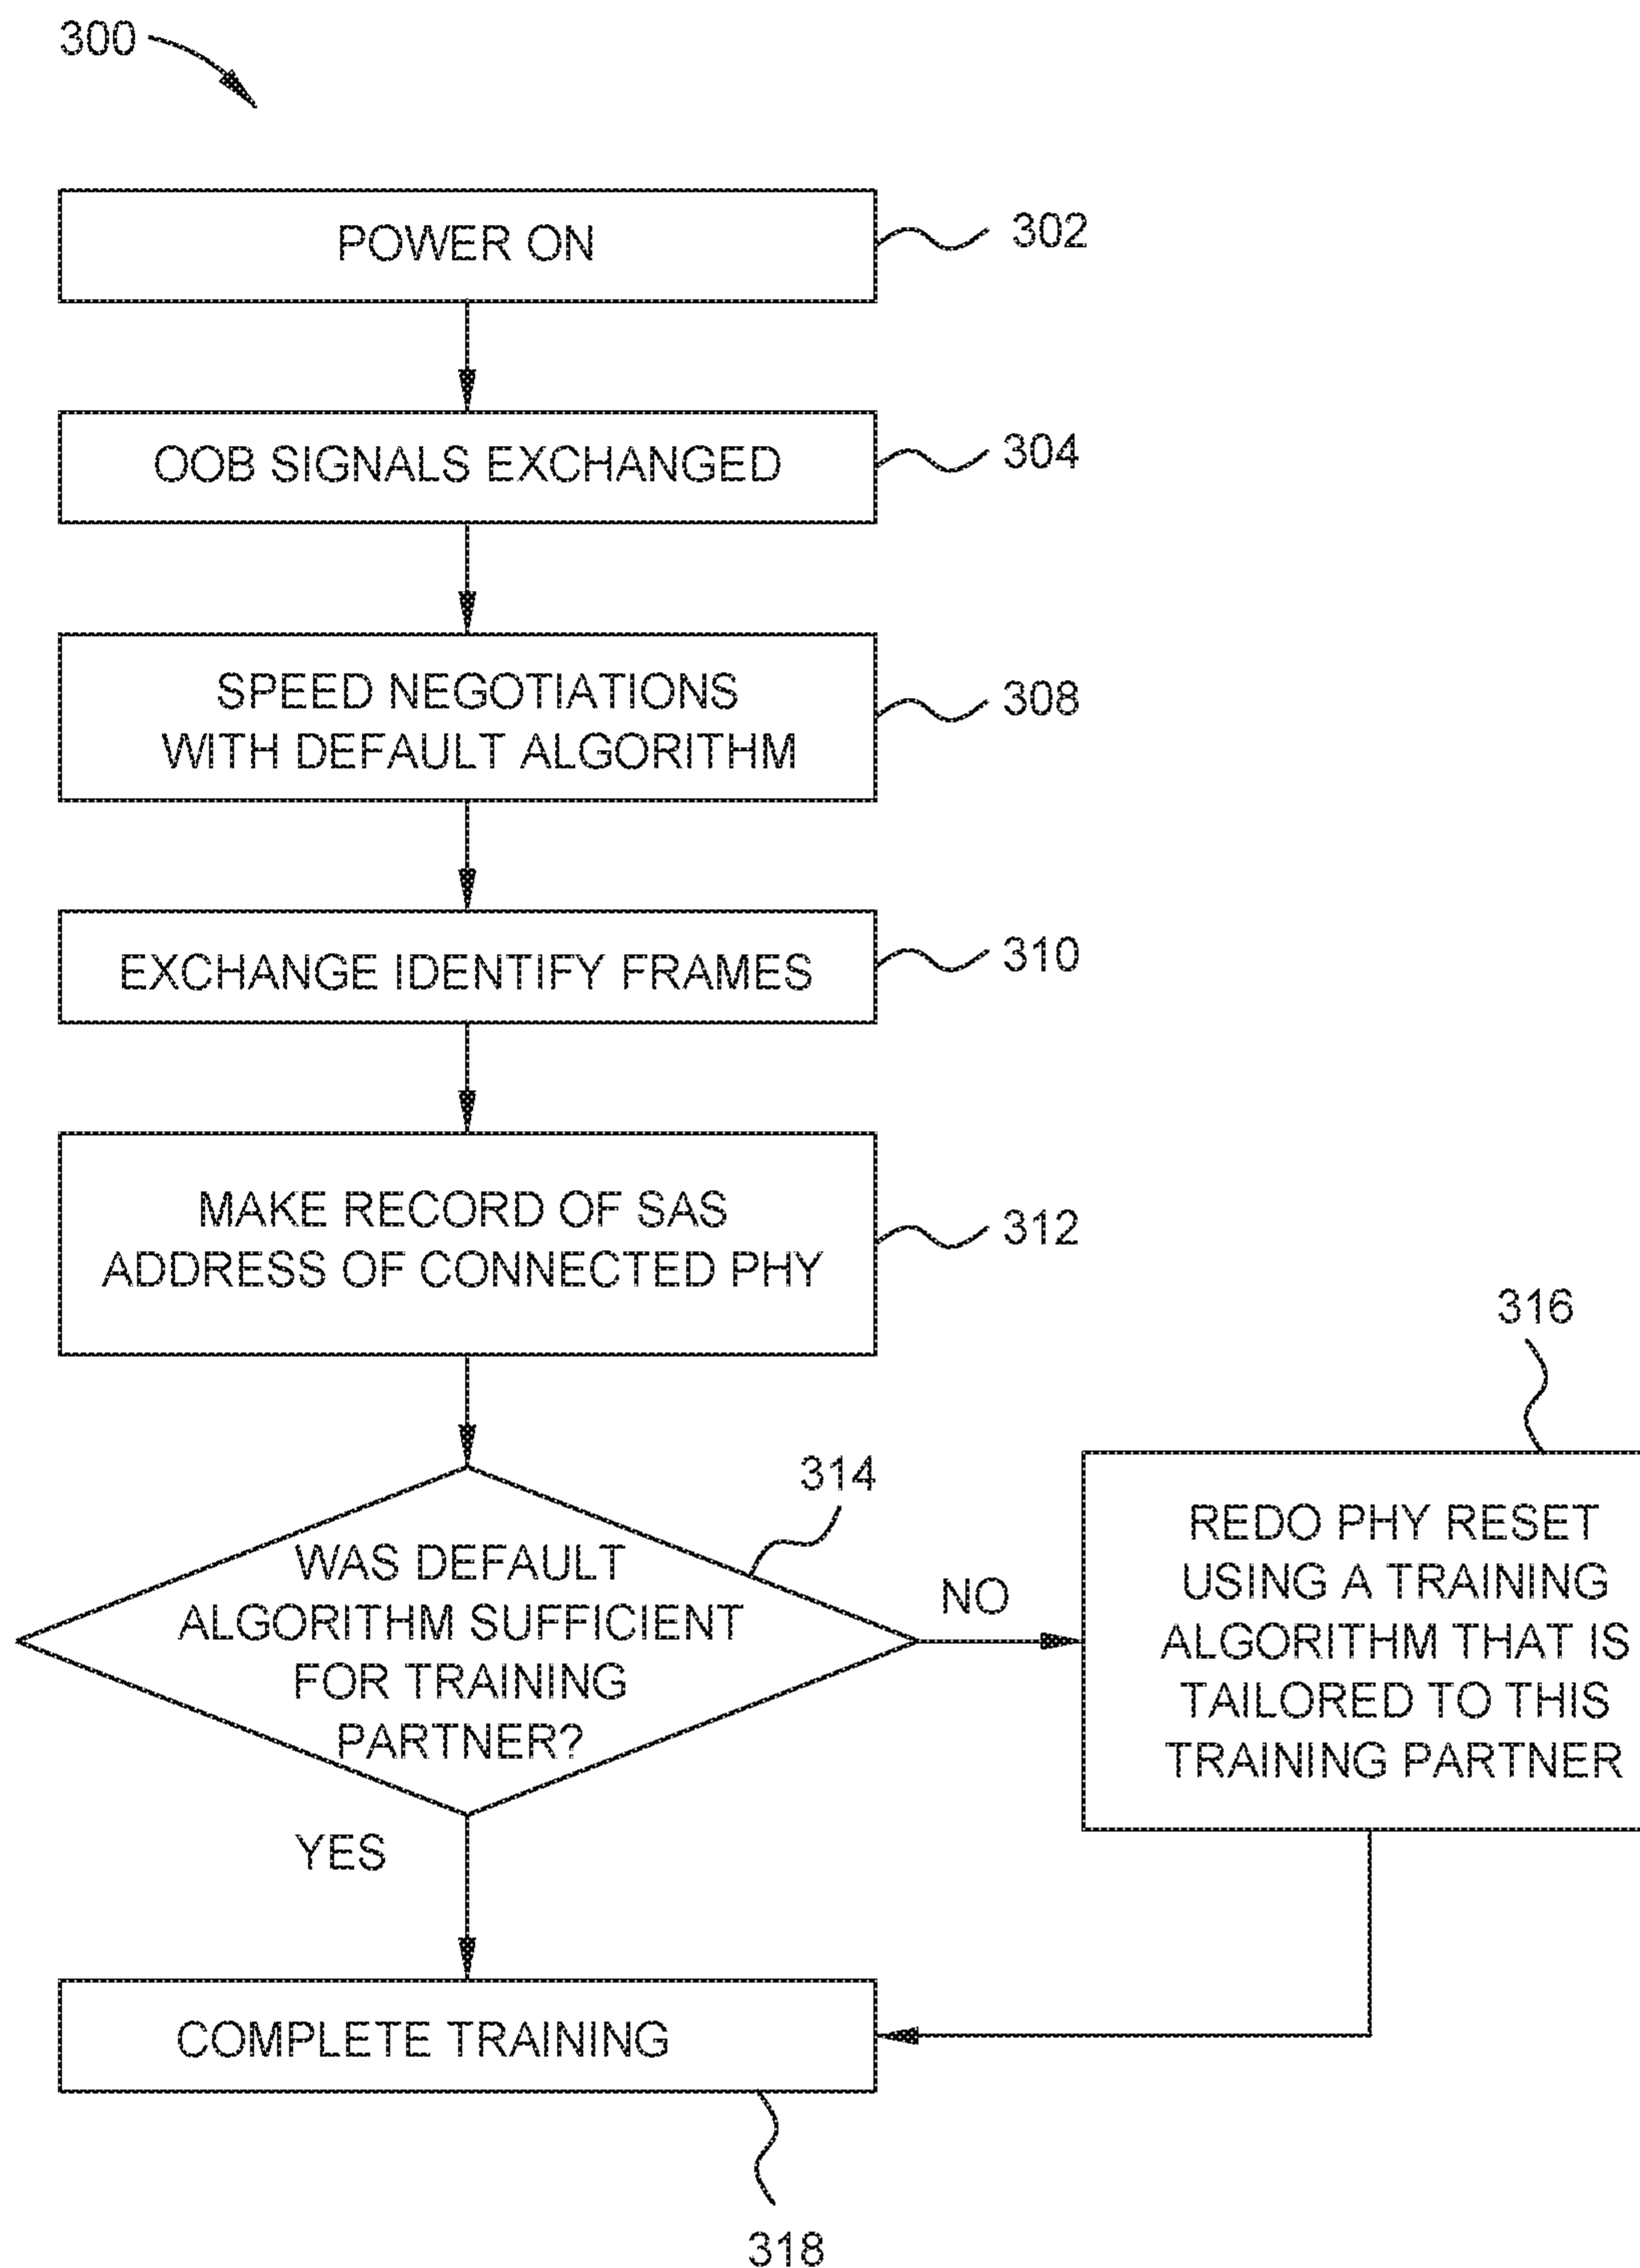 300
POWER ON
302
OOB SIGNALS EXCHANGED
304
SPEED NEGOTIATIONS
WITH DEFAULT ALGORITHM
308
EXCHANGE IDENTIFY FRAMES
310
MAKE RECORD OF SAS
ADDRESS OF CONNECTED PHY
312
314
WAS DEFAULT
ALGORITHM SUFFICIENT
FOR TRAINING
PARTNER?
NO
316
REDO PHY RESET
USING A TRAINING
ALGORITHM THAT IS
TAILORED TO THIS
TRAINING PARTNER
YES
COMPLETE TRAINING
318